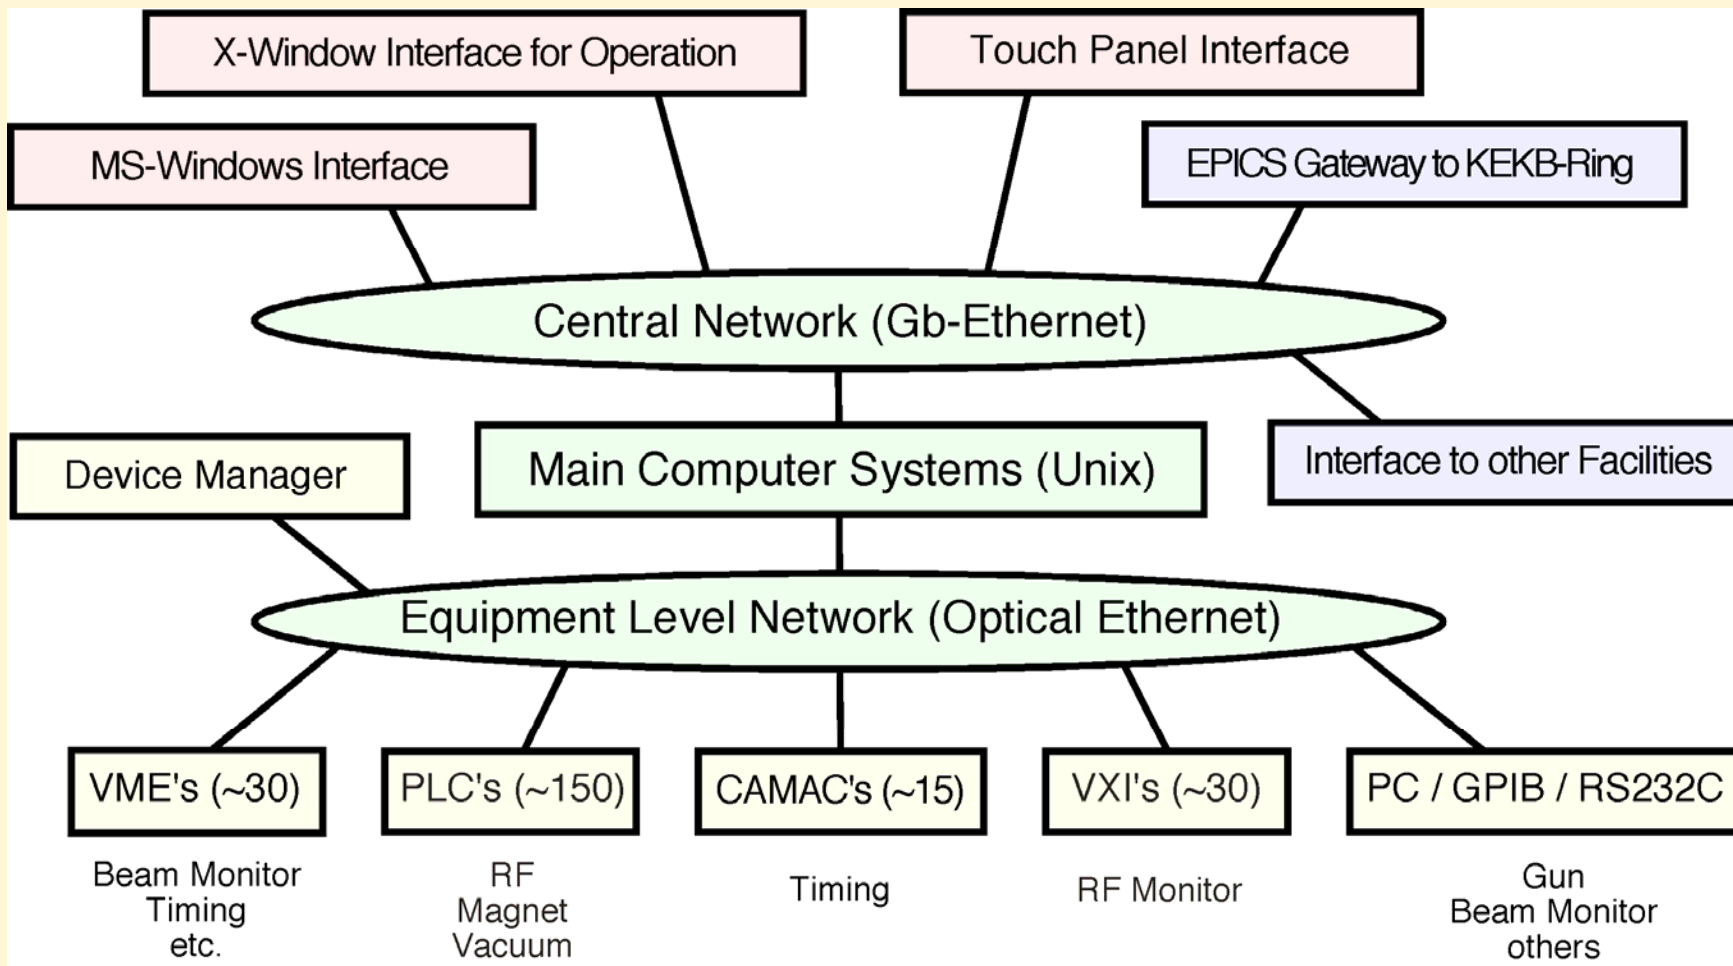 X-Window Interface for Operation
Touch Panel Interface
MS-Windows Interface
EPICS Gateway to KEKB-Ring
Central Network (Gb-Ethernet)
Device Manager
Main Computer Systems (Unix)
Interface to other Facilities
Equipment Level Network (Optical Ethernet)
VME's (~30)
PLC's (~150)
CAMAC's (~15)
VXI's (~30)
PC / GPIB / RS232C
Beam Monitor
Timing
etc.
RF
Magnet
Vacuum
Timing
RF Monitor
Gun
Beam Monitor
others